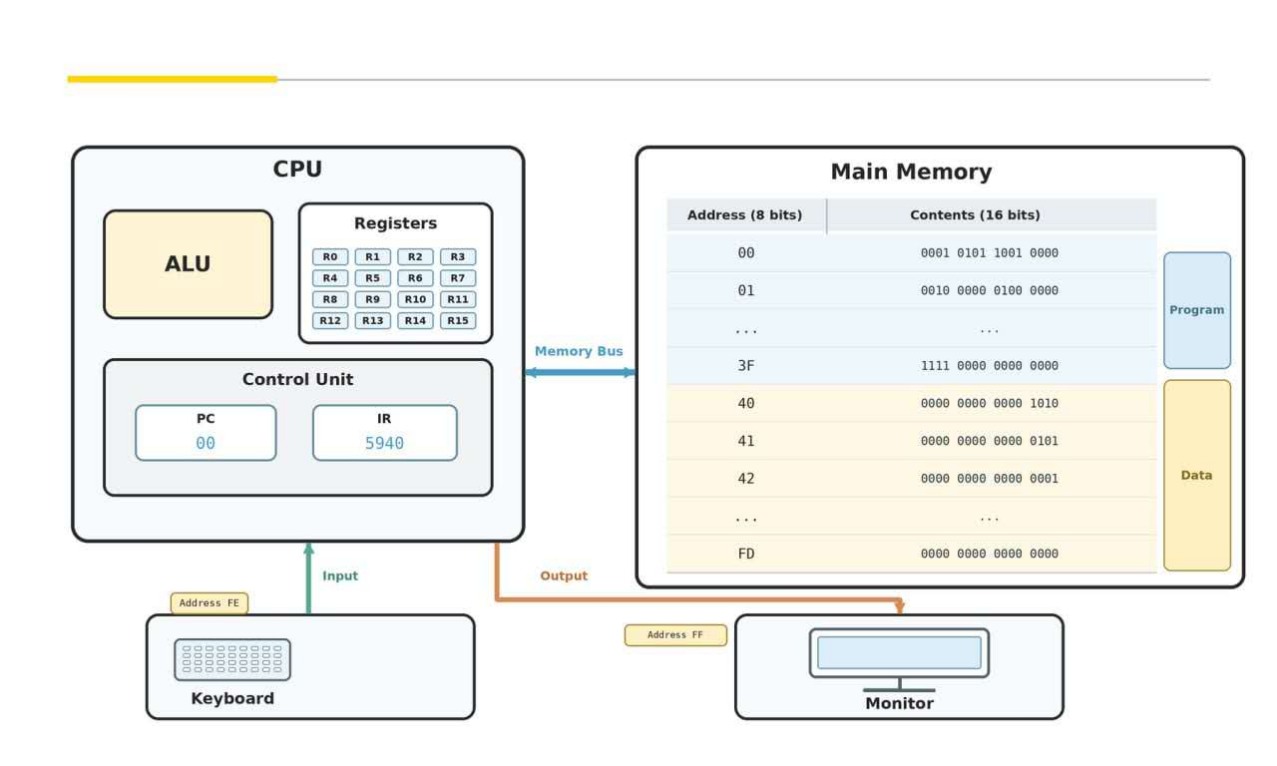 CPU
ALU
Registers
R0 R1 R2 R3
R4 R5 R6 R7
R8 R9 R10 R11
R12 R13 R14 R15
Control Unit
PC
00
IR
5940
Memory Bus
Main Memory
Address (8 bits) Contents (16 bits)
00 0001 0101 1001 0000
01 0010 0000 0100 0000
... ...
3F 1111 0000 0000 0000
40 0000 0000 0000 1010
41 0000 0000 0000 0101
42 0000 0000 0000 0001
... ...
FD 0000 0000 0000 0000
Program
Data
Input
Output
Address FE
Keyboard
Address FF
Monitor